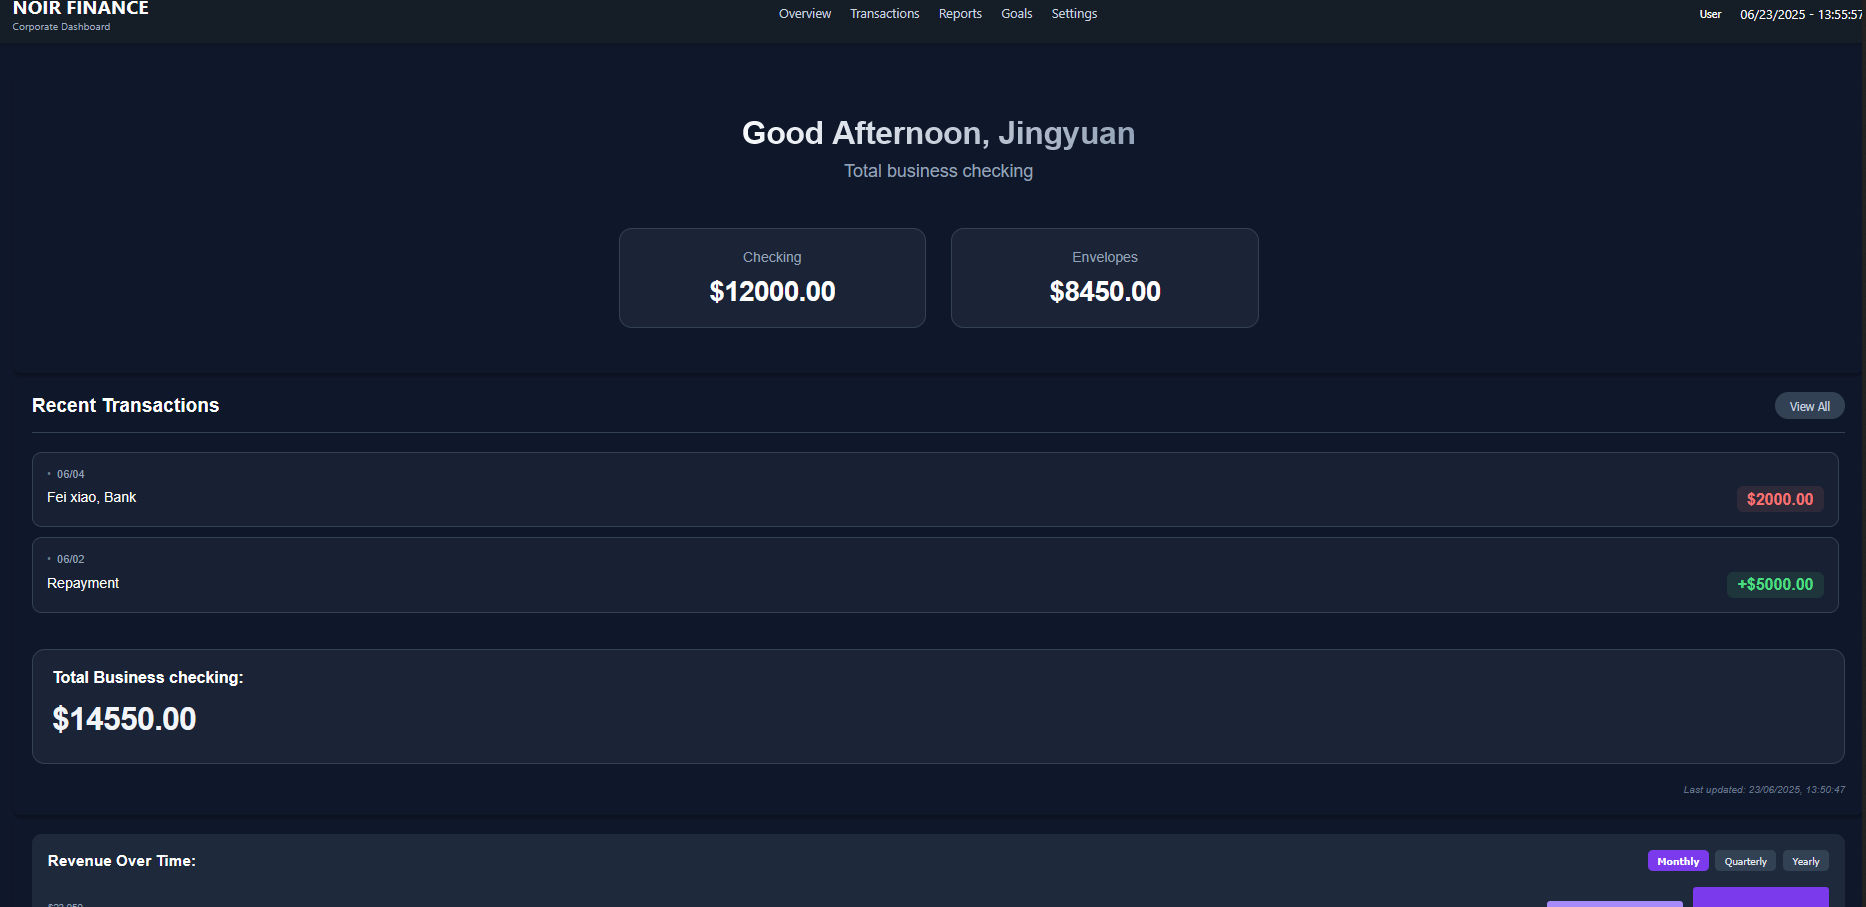 NOIR FINANCE
Corporate Dashboard
Overview Transactions Reports Goals Settings
User 06/23/2025 - 13:55:57
Good Afternoon, Jingyuan
Total business checking
Checking
$12000.00
Envelopes
$8450.00
Recent Transactions
View All
• 06/04
Fei xiao, Bank
$2000.00
• 06/02
Repayment
+$5000.00
Total Business checking:
$14550.00
Last updated: 23/06/2025, 13:50:47
Revenue Over Time:
Monthly Quarterly Yearly